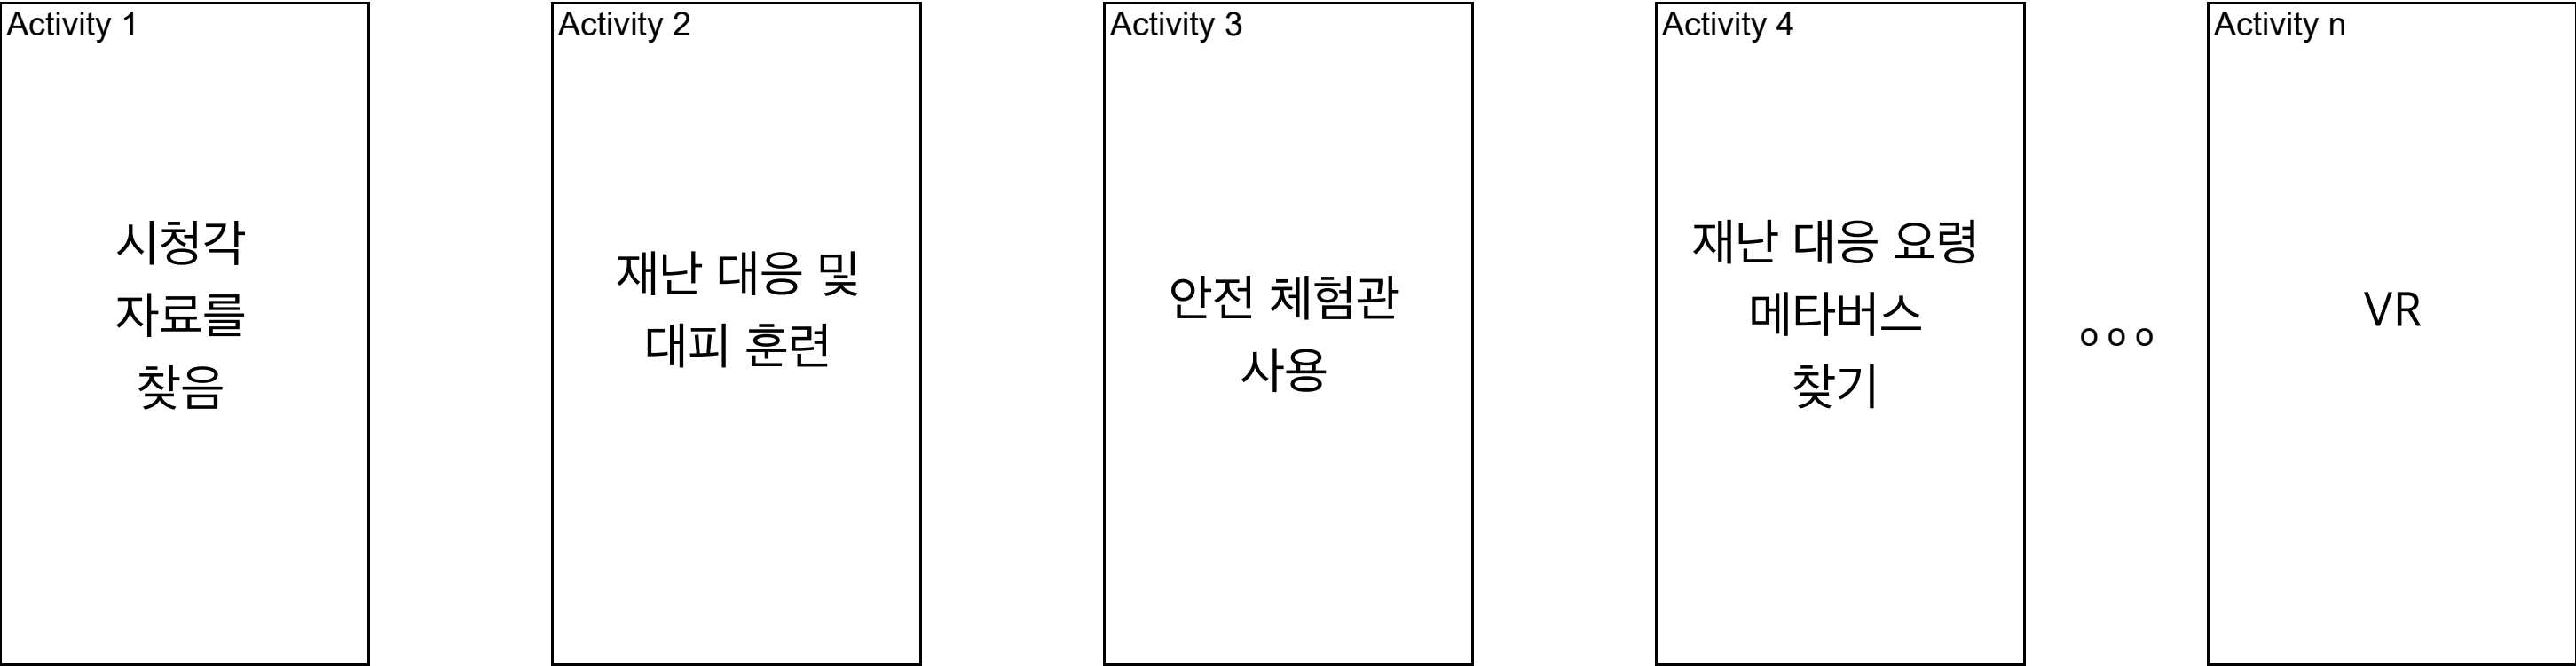 Activity 1
시청각
자료를
찾음
Activity 2
재난 대응 및
대피 훈련
Activity 3
안전 체험관
사용
Activity 4
재난 대응 요령
메타버스
찾기
o o o
Activity n
VR